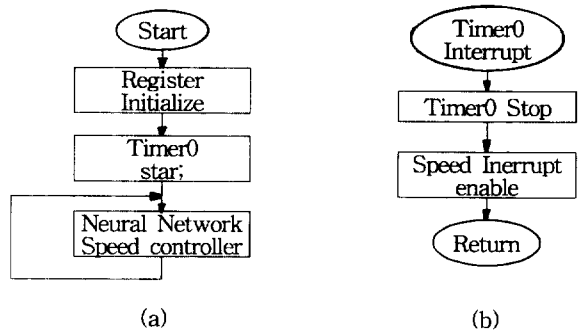 Start
Register
Initialize
Timer0
star;
Neural Network
Speed controller
(a)
Timer0
Interrupt
Timer0 Stop
Speed Inerrupt
enable
Return
(b)